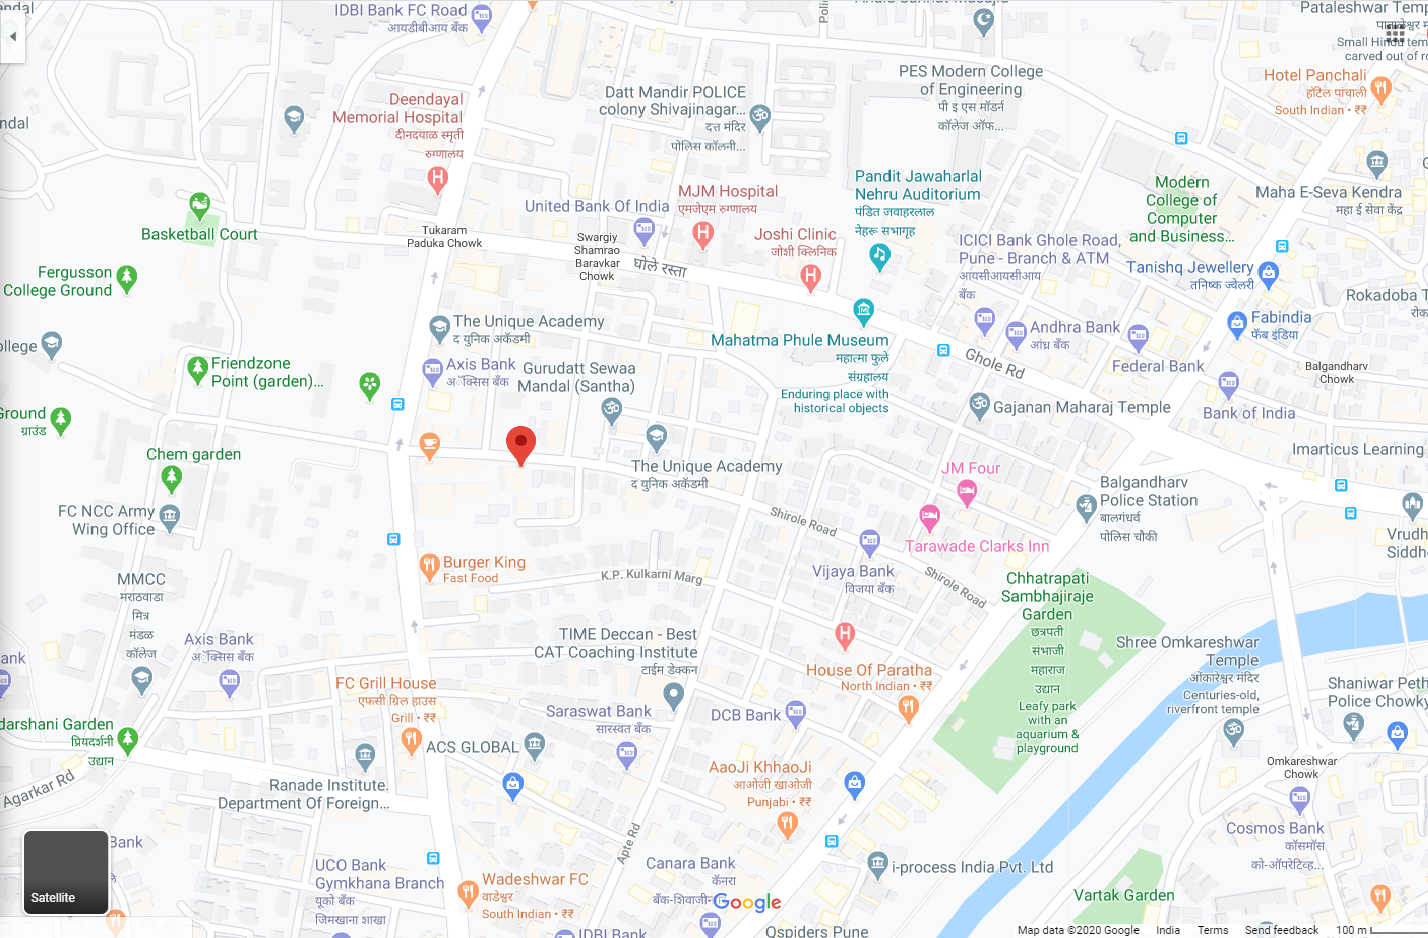 IDBI Bank FC Road
आयडीबीआय बँक
Pataleshwar Temp
Small Hindu tem
carved out of ro
Hotel Panchali
हॉटेल पांचाली
South Indian • ₹₹
PES Modern College
of Engineering
पी इ एस मॉडर्न
कॉलेज ऑफ...
Datt Mandir POLICE
colony Shivajinagar...
दत्त मंदिर
पोलिस कॉलनी...
Deendayal
Memorial Hospital
दीनदयाळ स्मृती
रुग्णालय
Pandit Jawaharlal
Nehru Auditorium
पंडित जवाहरलाल
नेहरू सभागृह
Modern
College of
Computer
and Business...
Maha E-Seva Kendra
महा ई सेवा केंद्र
MJM Hospital
एमजेएम रुग्णालय
United Bank Of India
Basketball Court
Tukaram
Paduka Chowk
Swargiy
Shamrao
Baravkar
Chowk
घोले रस्ता
Joshi Clinic
जोशी क्लिनिक
ICICI Bank Ghole Road,
Pune - Branch & ATM
आयसीआयसीआय
बँक
Tanishq Jewellery
तनिष्क ज्वेलरी
Fergusson
College Ground
Rokadoba T
The Unique Academy
द युनिक अकॅडमी
Mahatma Phule Museum
महात्मा फुले
संग्रहालय
Enduring place with
historical objects
Andhra Bank
आंध्र बँक
Fabindia
फॅब इंडिया
ollege
Friendzone
Point (garden)...
Axis Bank
अॅक्सिस बँक
Gurudatt Sewaa
Mandal (Santha)
Ghole Rd
Federal Bank
Balgandharv
Chowk
Ground
ग्राउंड
Gajanan Maharaj Temple
Bank of India
Chem garden
The Unique Academy
द युनिक अकॅडमी
JM Four
Imarticus Learning
FC NCC Army
Wing Office
Shirole Road
Tarawade Clarks Inn
Balgandharv
Police Station
बालगंधर्व
पोलिस चौकी
Vrudh
Siddhe
Burger King
Fast Food
K.P. Kulkarni Marg
Vijaya Bank
विजया बँक
Shirole Road
MMCC
मराठवाडा
मित्र
मंडळ
कॉलेज
Chhatrapati
Sambhajiraje
Garden
छत्रपती
संभाजी
महाराज
उद्यान
Leafy park
with an
aquarium &
playground
Axis Bank
अॅक्सिस बँक
TIME Deccan - Best
CAT Coaching Institute
टाईम डेक्कन
House Of Paratha
North Indian • ₹₹
Shree Omkareshwar
Temple
ओंकारेश्वर मंदिर
Centuries-old,
riverfront temple
FC Grill House
एफसी ग्रिल हाउस
Grill • ₹₹
Saraswat Bank
सारस्वत बँक
DCB Bank
Shaniwar Peth
Police Chowky
darshani Garden
प्रियदर्शनी
उद्यान
ACS GLOBAL
AaoJi KhhaoJi
आओजी खाओजी
Punjabi • ₹₹
Omkareshwar
Chowk
Agarkar Rd
Ranade Institute.
Department Of Foreign...
Apte Rd
Cosmos Bank
कॉसमॉस
को-ऑपरेटिव्ह...
Bank
UCO Bank
Gymkhana Branch
यूको बँक
जिमखाना शाखा
Wadeshwar FC
वाडेश्वर
South Indian • ₹₹
Canara Bank
कॅनरा
बँक-शिवाजी-
i-process India Pvt. Ltd
Vartak Garden
Satellite
Google
IDBI Bank
Qspiders Pune
Map data ©2020 Google India Terms Send feedback 100 m